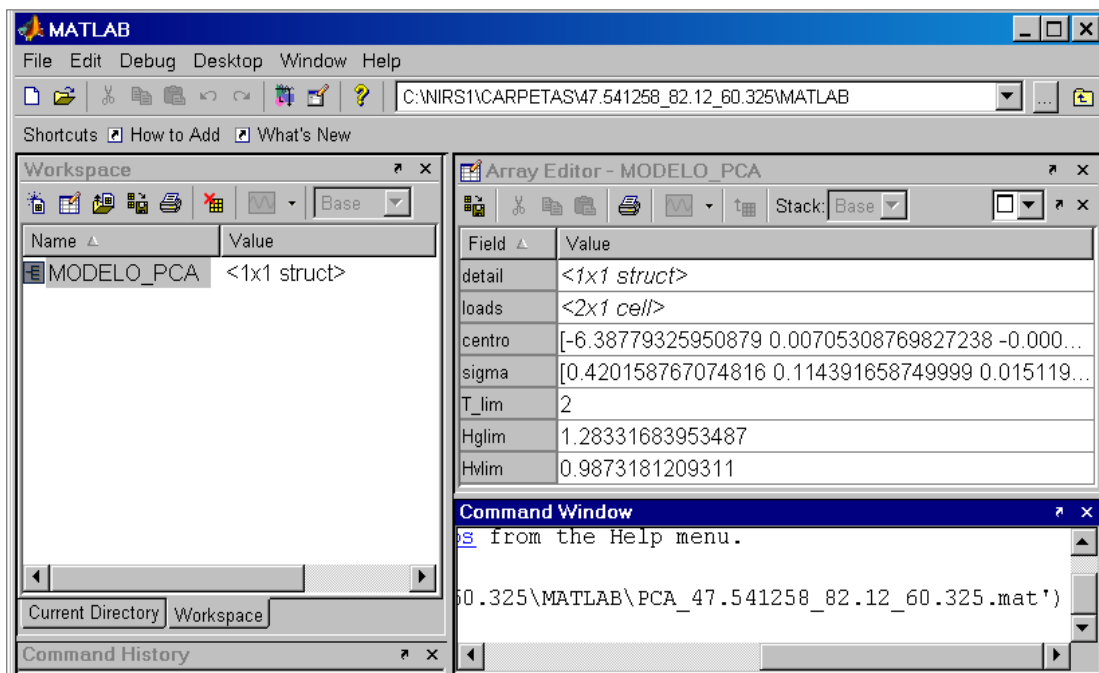 MATLAB
File Edit Debug Desktop Window Help
C:\NIRS1\CARPETAS\47.541258_82.12_60.325\MATLAB
...
Shortcuts How to Add What's New
Workspace
Base
Name Value
MODELO_PCA <1x1 struct>
Current Directory Workspace
Command History
Array Editor - MODELO_PCA
Stack: Base
Field Value
detail <1x1 struct>
loads <2x1 cell>
centro [-6.38779325950879 0.00705308769827238 -0.000...
sigma [0.420158767074816 0.114391658749999 0.015119...
T_lim 2
Hglim 1.28331683953487
Hvlim 0.9873181209311
Command Window
os from the Help menu.
60.325\MATLAB\PCA_47.541258_82.12_60.325.mat')